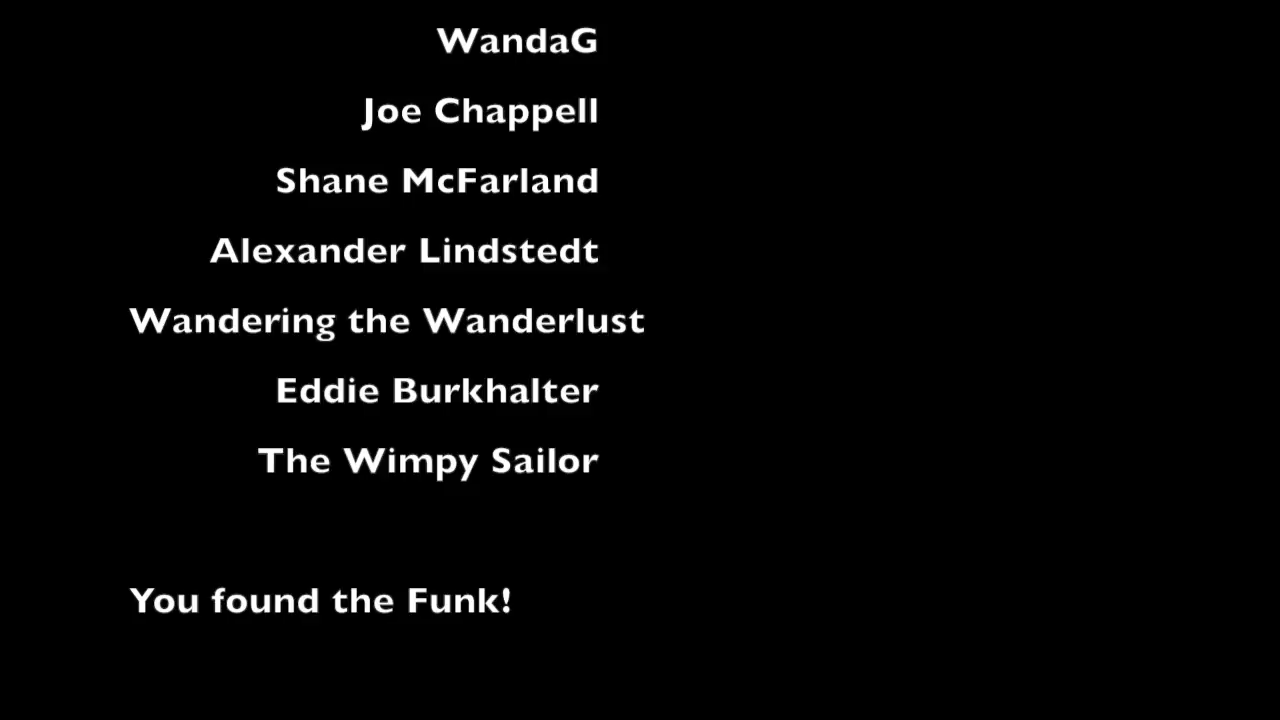 WandaG
Joe Chappell
Shane McFarland
Alexander Lindstedt
Wandering the Wanderlust
Eddie Burkhalter
The Wimpy Sailor
You found the Funk!